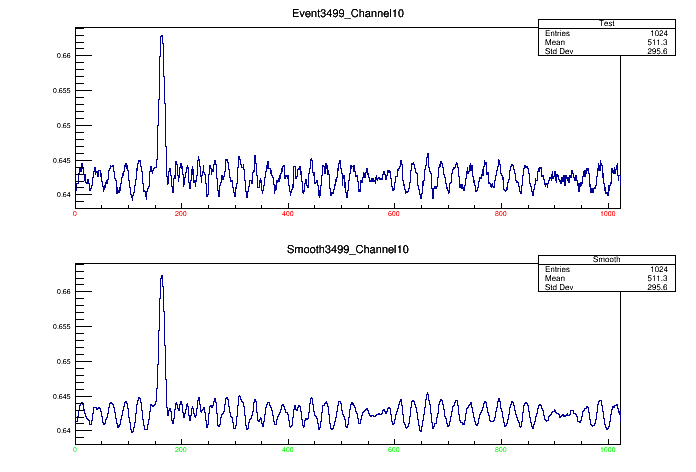 Event3499_Channel10
Test
Entries 1024
Mean 511.3
Std Dev 295.6
0.66
0.655
0.65
0.645
0.64
0 200 400 600 800 1000
Smooth3499_Channel10
Smooth
Entries 1024
Mean 511.3
Std Dev 295.6
0.66
0.655
0.65
0.645
0.64
0 200 400 600 800 1000